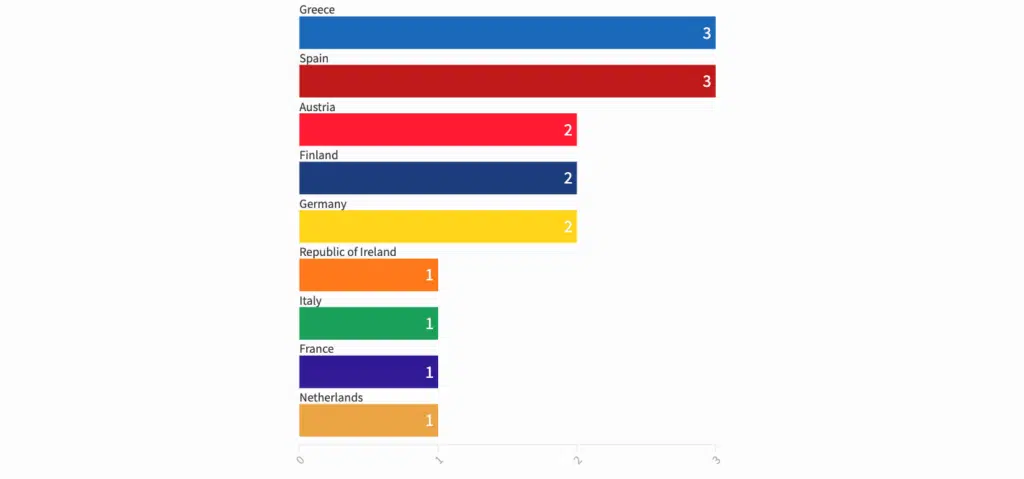 Greece
3
Spain
3
Austria
2
Finland
2
Germany
2
Republic of Ireland
1
Italy
1
France
1
Netherlands
1
0 1 2 3